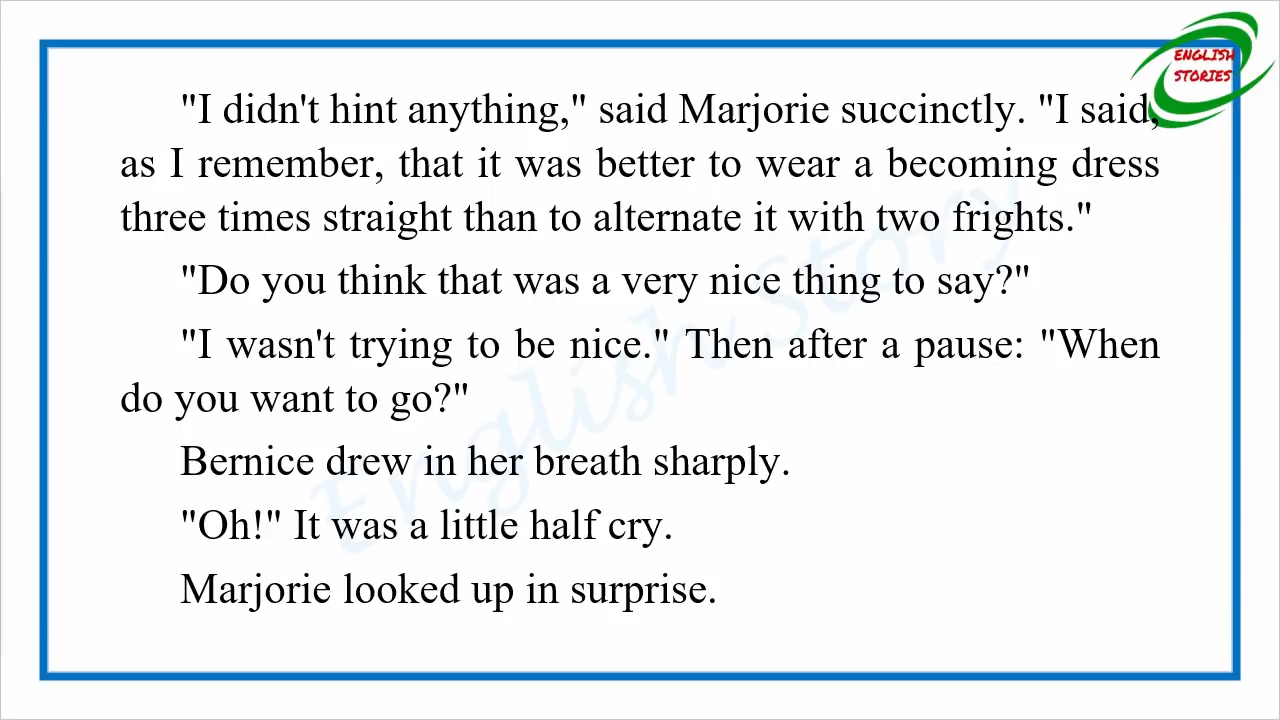 ENGLISH
STORIES
"I didn't hint anything," said Marjorie succinctly. "I said,
as I remember, that it was better to wear a becoming dress
three times straight than to alternate it with two frights."
"Do you think that was a very nice thing to say?"
"I wasn't trying to be nice." Then after a pause: "When
do you want to go?"
Bernice drew in her breath sharply.
"Oh!" It was a little half cry.
Marjorie looked up in surprise.
English Story